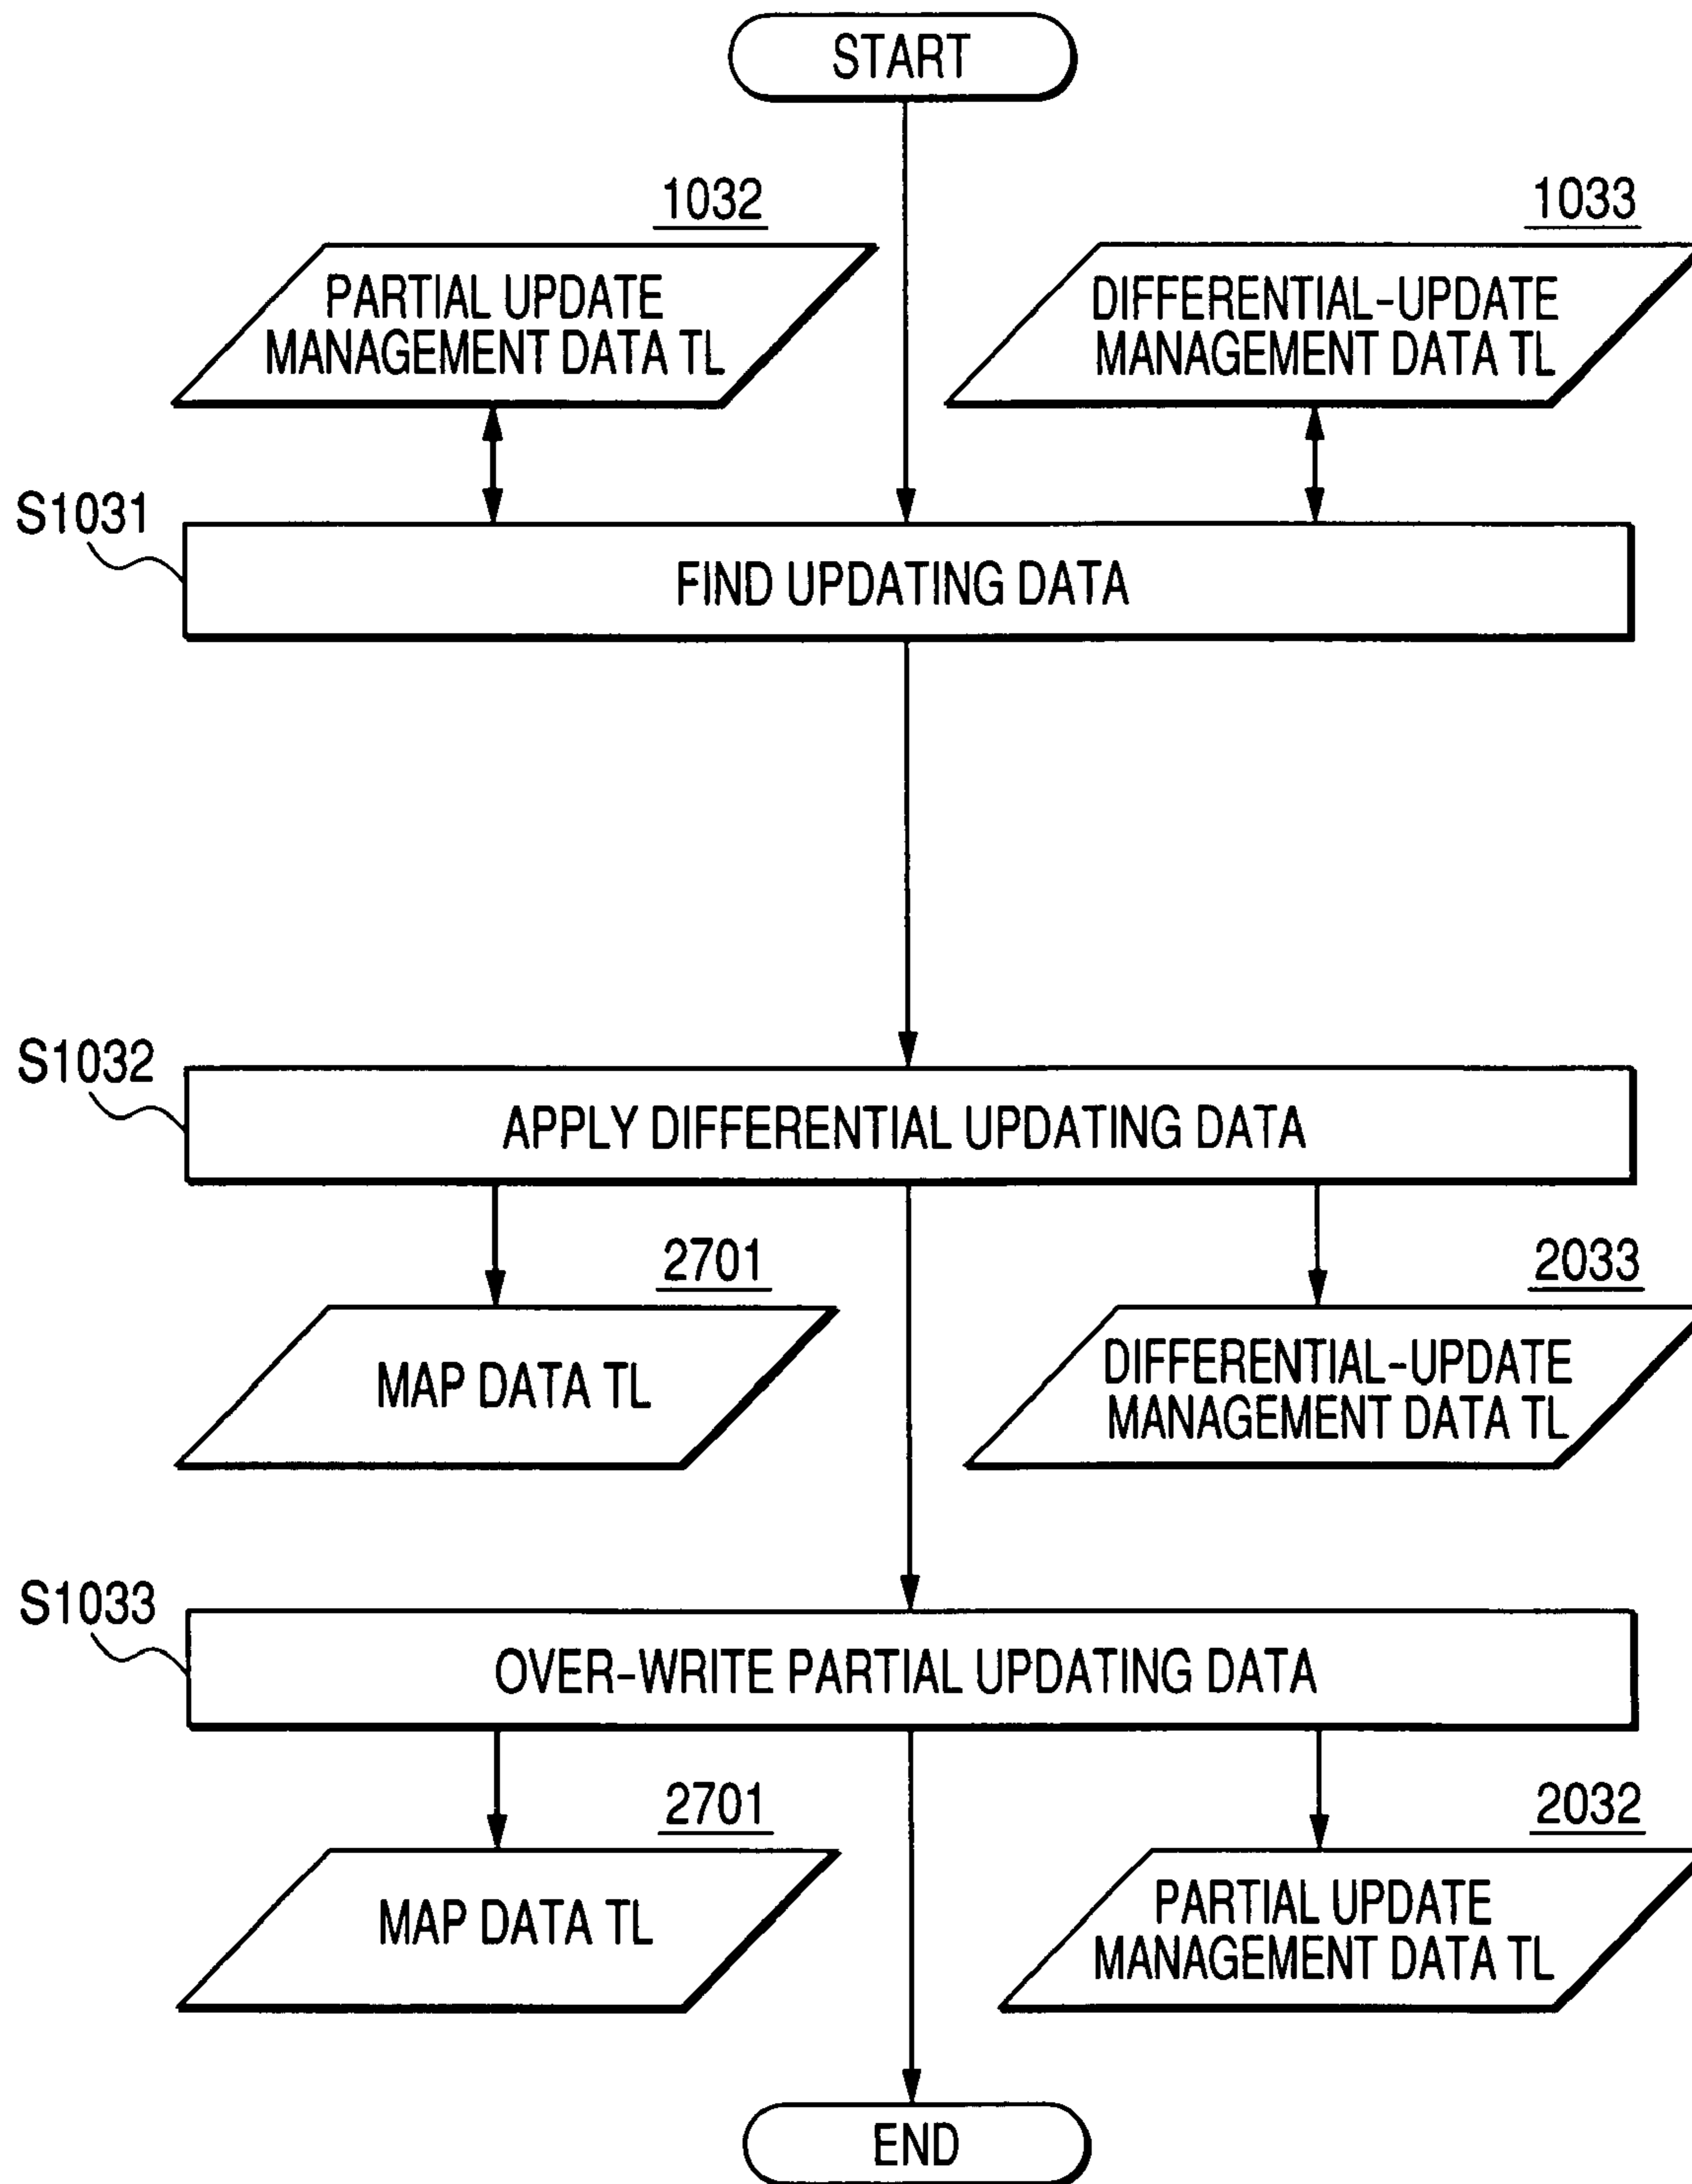 START
1032
1033
PARTIAL UPDATE
MANAGEMENT DATA TL
DIFFERENTIAL-UPDATE
MANAGEMENT DATA TL
S1031
FIND UPDATING DATA
S1032
APPLY DIFFERENTIAL UPDATING DATA
2701
2033
MAP DATA TL
DIFFERENTIAL-UPDATE
MANAGEMENT DATA TL
S1033
OVER-WRITE PARTIAL UPDATING DATA
2701
2032
MAP DATA TL
PARTIAL UPDATE
MANAGEMENT DATA TL
END